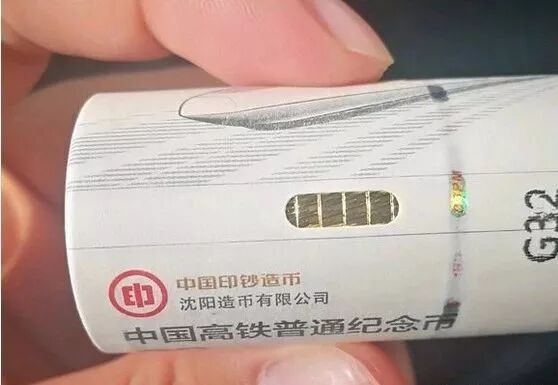 中国印钞造币
沈阳造币有限公司
中国高铁普通纪念币
G32